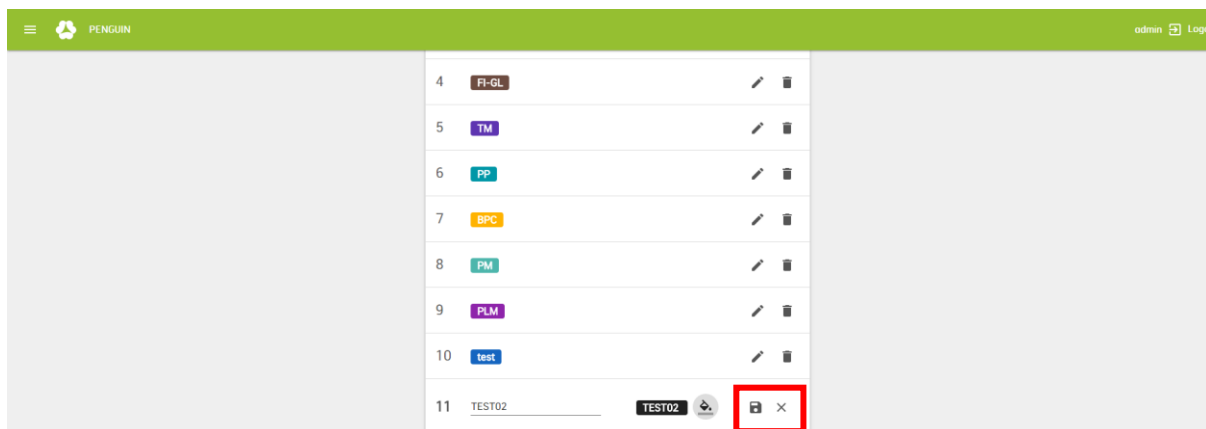 PENGUIN admin Logo
4 FI-GL
5 TM
6 PP
7 BPC
8 PM
9 PLM
10 test
11 TEST02 TEST02